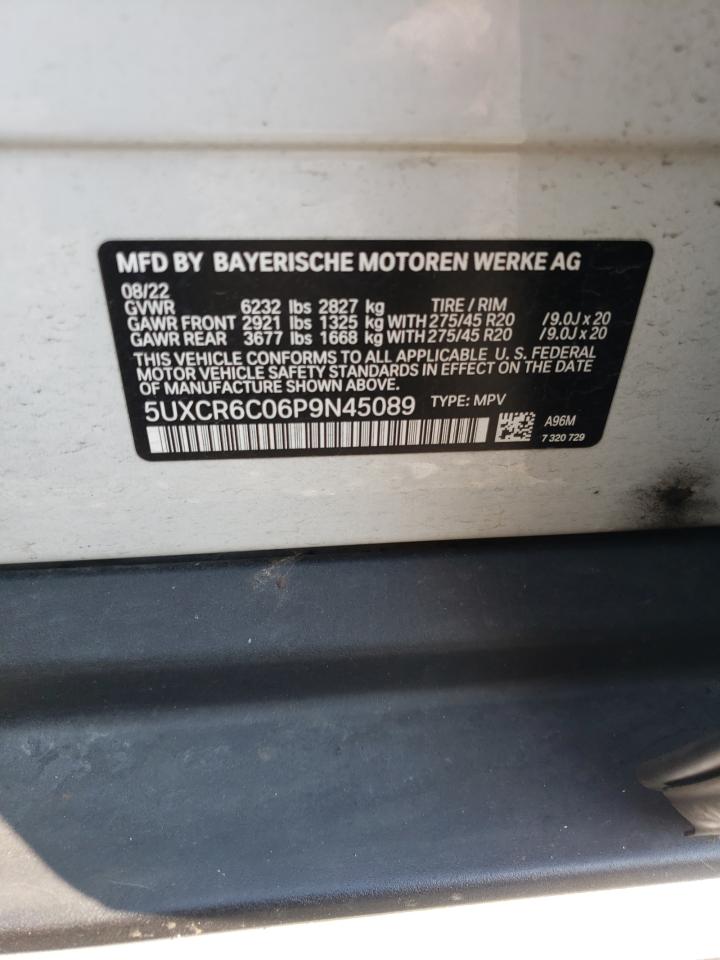 MFD BY BAYERISCHE MOTOREN WERKE AG
08/22
GVWR 6232 lbs 2827 kg TIRE / RIM
GAWR FRONT 2921 lbs 1325 kg WITH 275/45 R20 / 9.0J x 20
GAWR REAR 3677 lbs 1668 kg WITH 275/45 R20 / 9.0J x 20
THIS VEHICLE CONFORMS TO ALL APPLICABLE U. S. FEDERAL
MOTOR VEHICLE SAFETY STANDARDS IN EFFECT ON THE DATE
OF MANUFACTURE SHOWN ABOVE.
5UXCR6C06P9N45089 TYPE: MPV
A96M
7 320 729